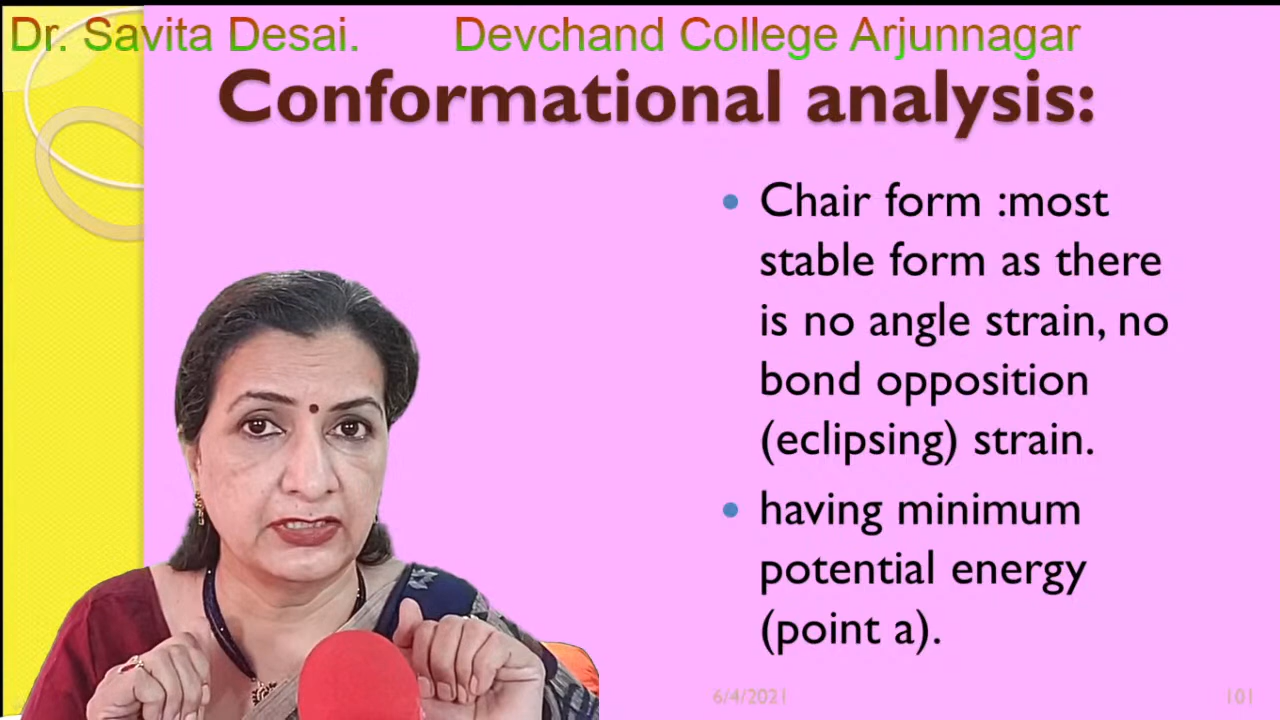 Dr. Savita Desai. Devchand College Arjunnagar
Conformational analysis:
• Chair form :most
stable form as there
is no angle strain, no
bond opposition
(eclipsing) strain.
• having minimum
potential energy
(point a).
6/4/2021 101